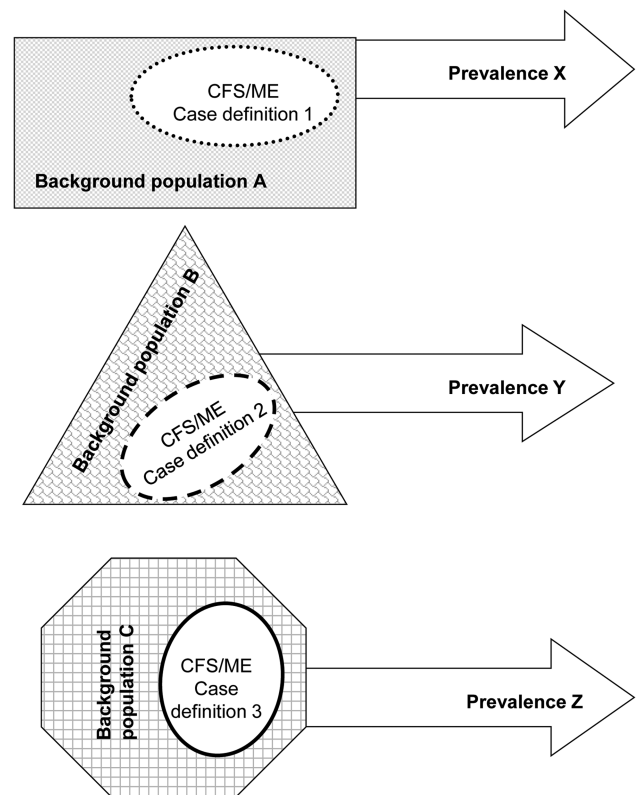 CFS/ME
Case definition 1
Background population A
Prevalence X
Background population B
CFS/ME
Case definition 2
Prevalence Y
Background
population C
CFS/ME
Case
definition 3
Prevalence Z